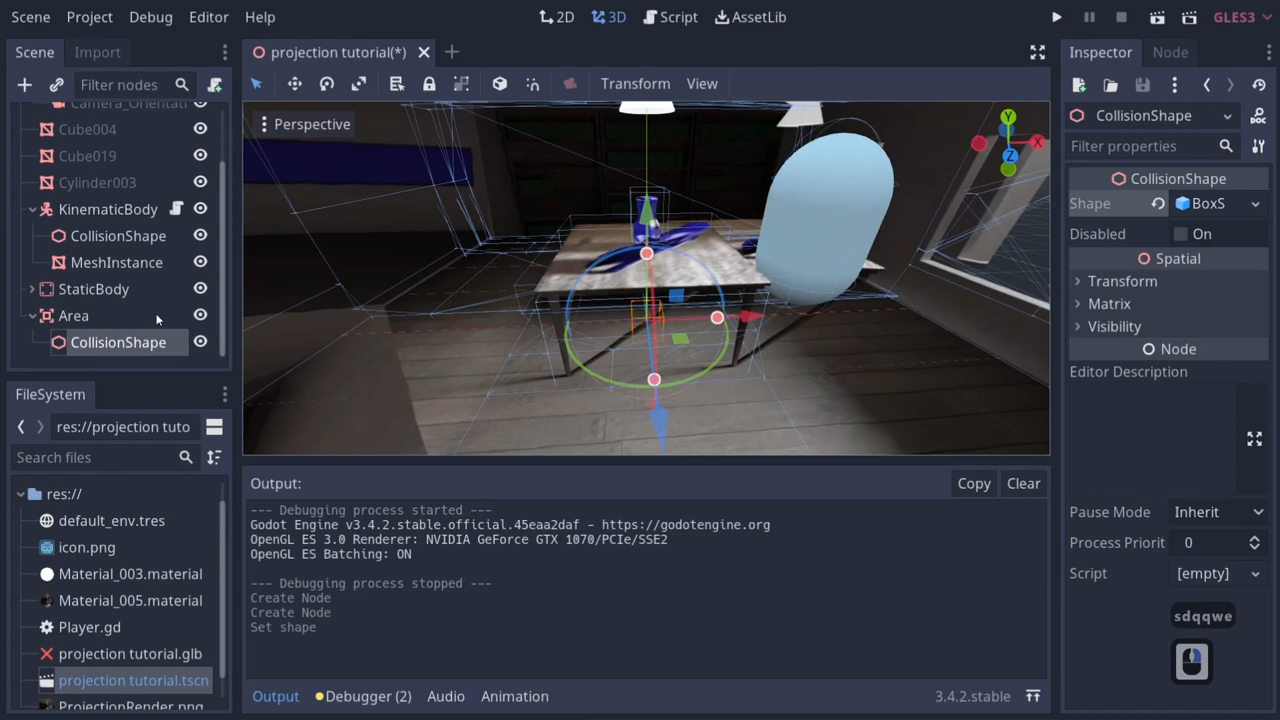 Scene Project Debug Editor Help
2D 3D Script AssetLib
GLES3
Scene Import
projection tutorial(*)
Inspector Node
Filter nodes
Transform View
Camera_Orientati
Cube004
Cube019
Cylinder003
KinematicBody
CollisionShape
MeshInstance
StaticBody
Area
CollisionShape
Perspective
Y
X
Z
CollisionShape
Filter properties
CollisionShape
Shape BoxS
Disabled On
Spatial
Transform
Matrix
Visibility
Node
Editor Description
Pause Mode Inherit
Process Priorit 0
Script [empty]
sdqqwe
FileSystem
res://projection tuto
Search files
res://
default_env.tres
icon.png
Material_003.material
Material_005.material
Player.gd
projection tutorial.glb
projection tutorial.tscn
ProjectionRender.png
Output:
Copy Clear
--- Debugging process started ---
Godot Engine v3.4.2.stable.official.45eaa2daf - https://godotengine.org
OpenGL ES 3.0 Renderer: NVIDIA GeForce GTX 1070/PCIe/SSE2
OpenGL ES Batching: ON
--- Debugging process stopped ---
Create Node
Create Node
Set shape
Output Debugger (2) Audio Animation
3.4.2.stable